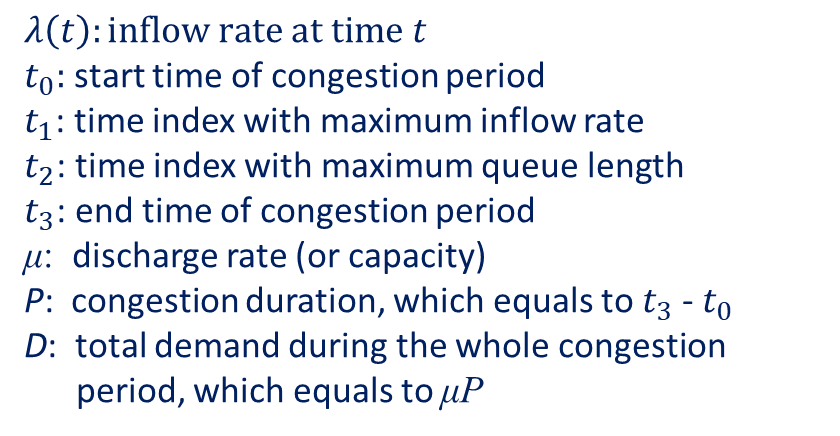 λ(t): inflow rate at time t
t₀: start time of congestion period
t₁: time index with maximum inflow rate
t₂: time index with maximum queue length
t₃: end time of congestion period
μ: discharge rate (or capacity)
P: congestion duration, which equals to t₃ - t₀
D: total demand during the whole congestion
period, which equals to μP